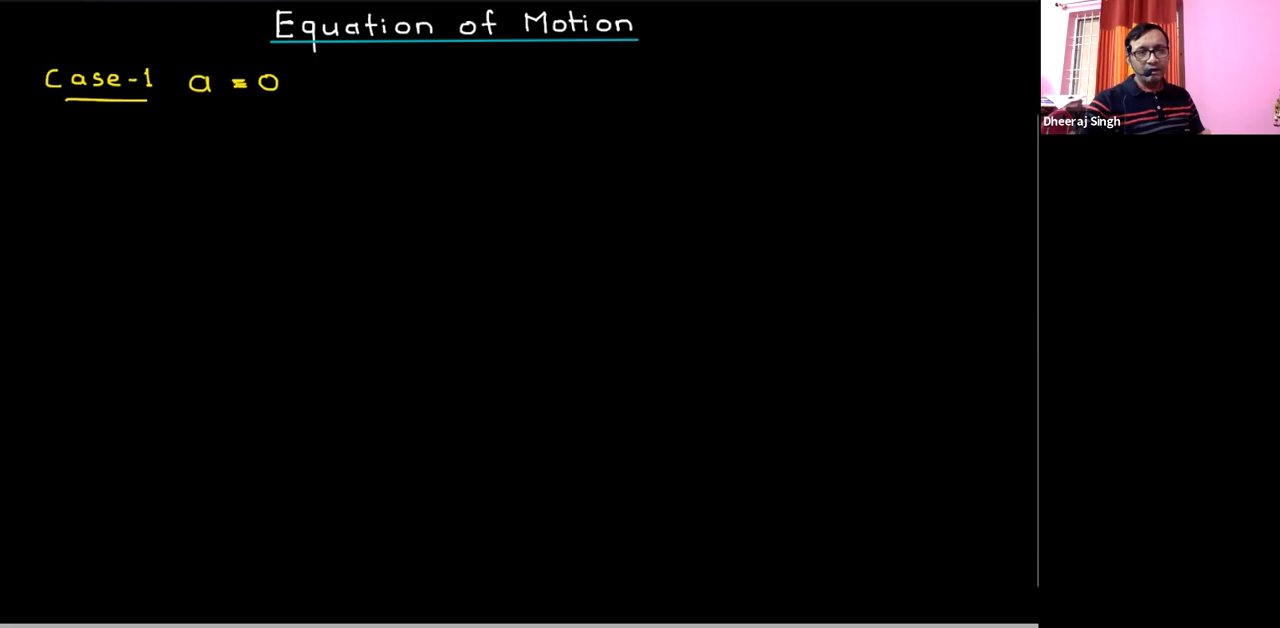 Equation of Motion
Case-1 a = 0
Dheeraj Singh